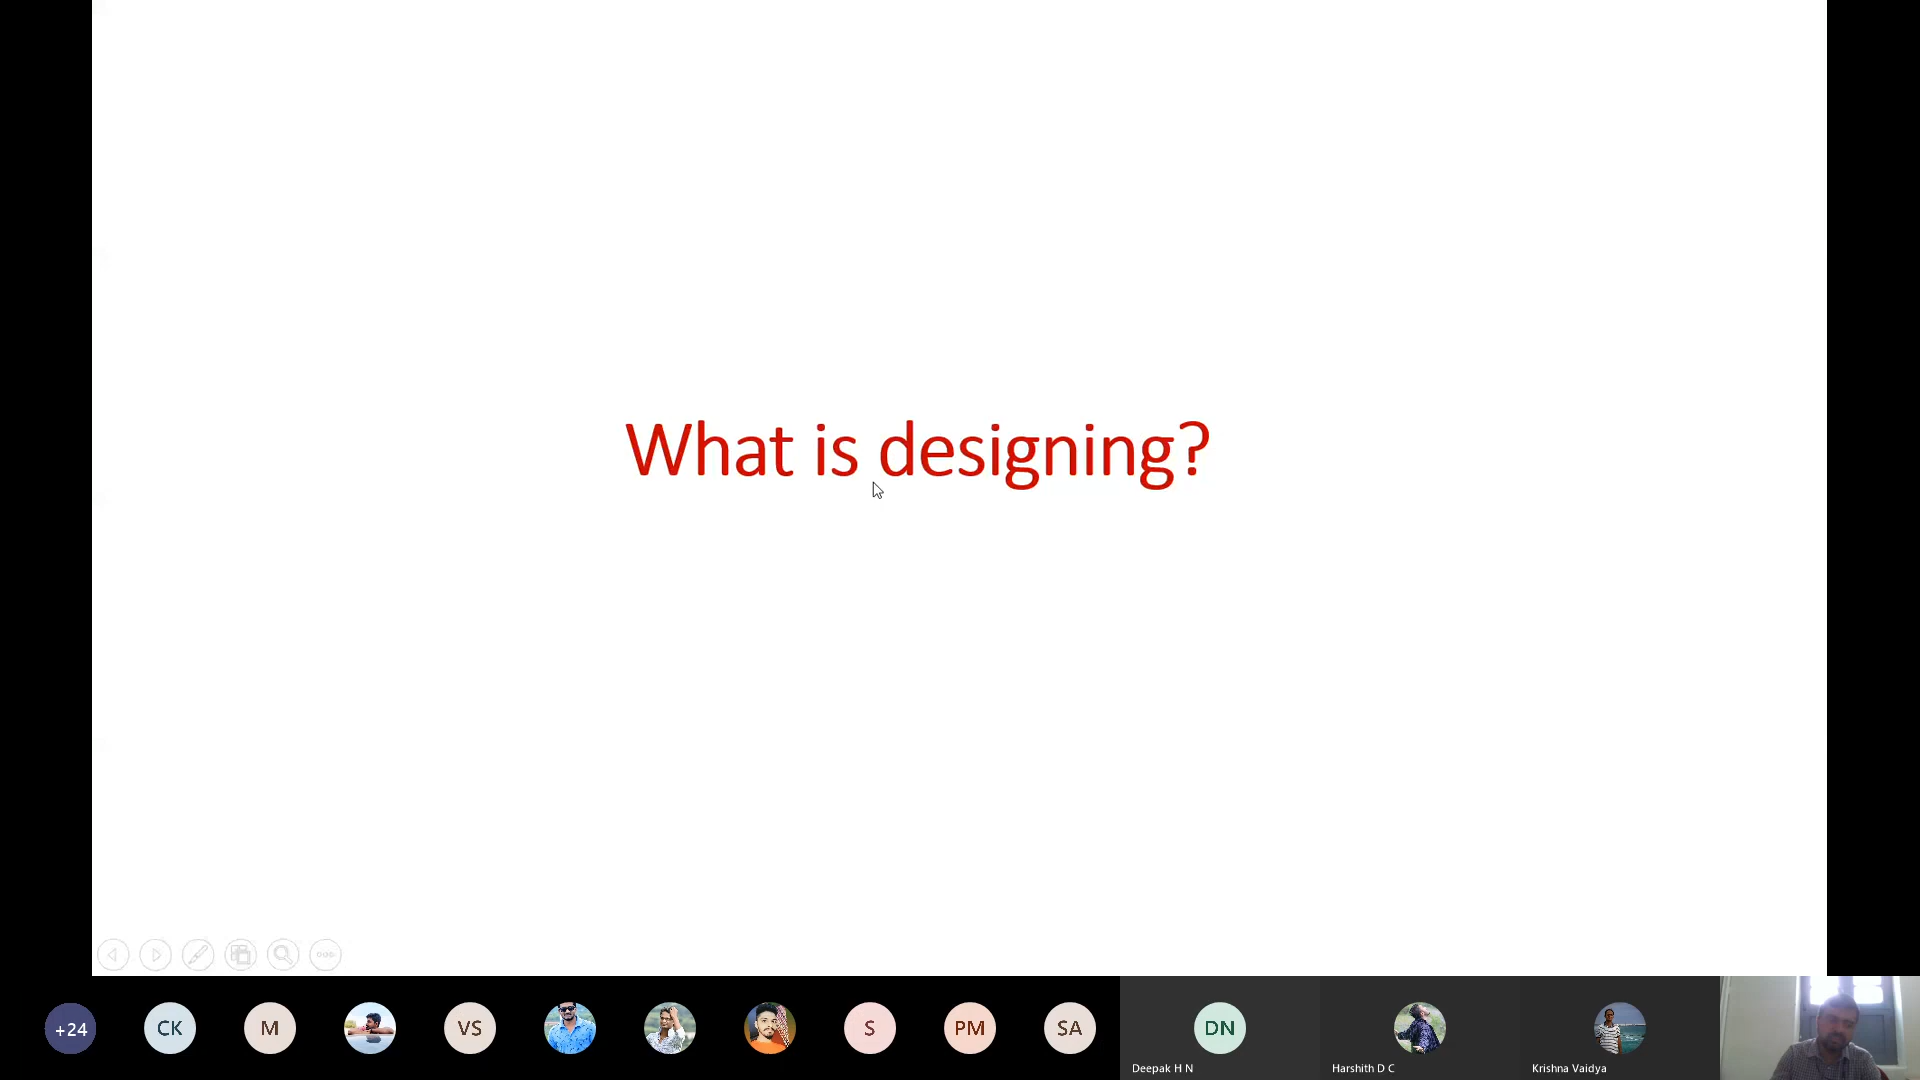 What is designing?
+24
CK
M
VS
S
PM
SA
DN
Deepak H N
Harshith D C
Krishna Vaidya